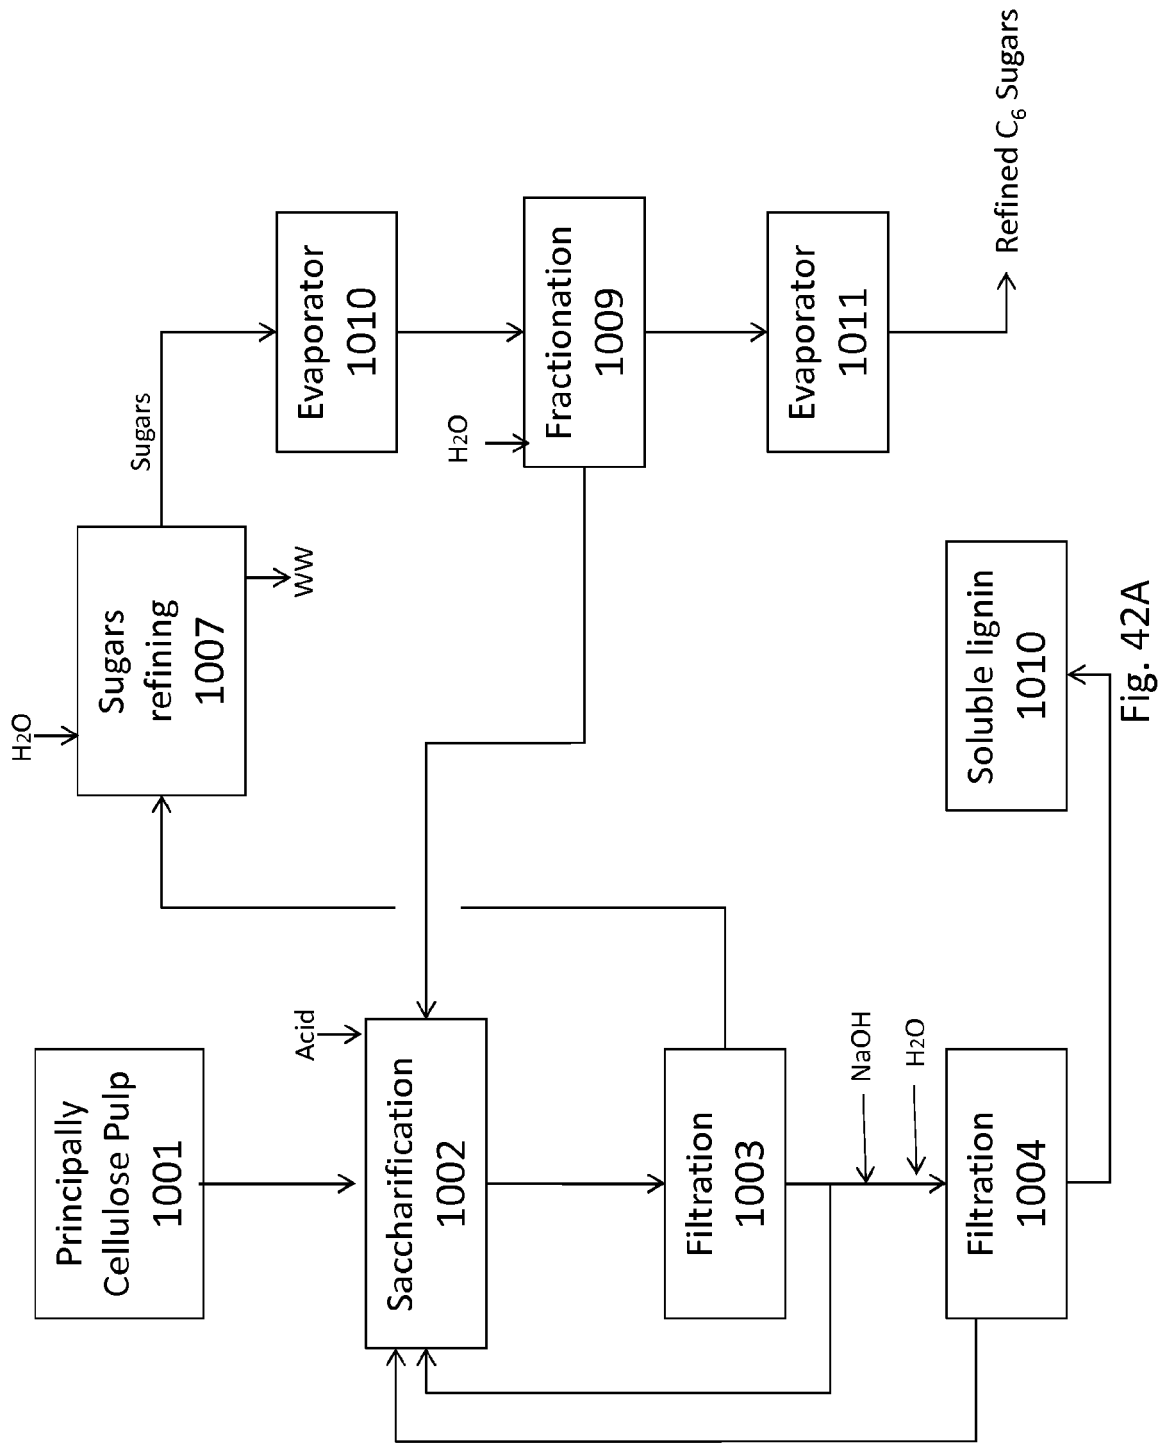 Principally
Cellulose Pulp
1001
Acid
Saccharification
1002
Filtration
1003
NaOH
H2O
Filtration
1004
H2O
Sugars
refining
1007
WW
Sugars
Evaporator
1010
H2O
Fractionation
1009
Evaporator
1011
Refined C6 Sugars
Soluble lignin
1010
Fig. 42A